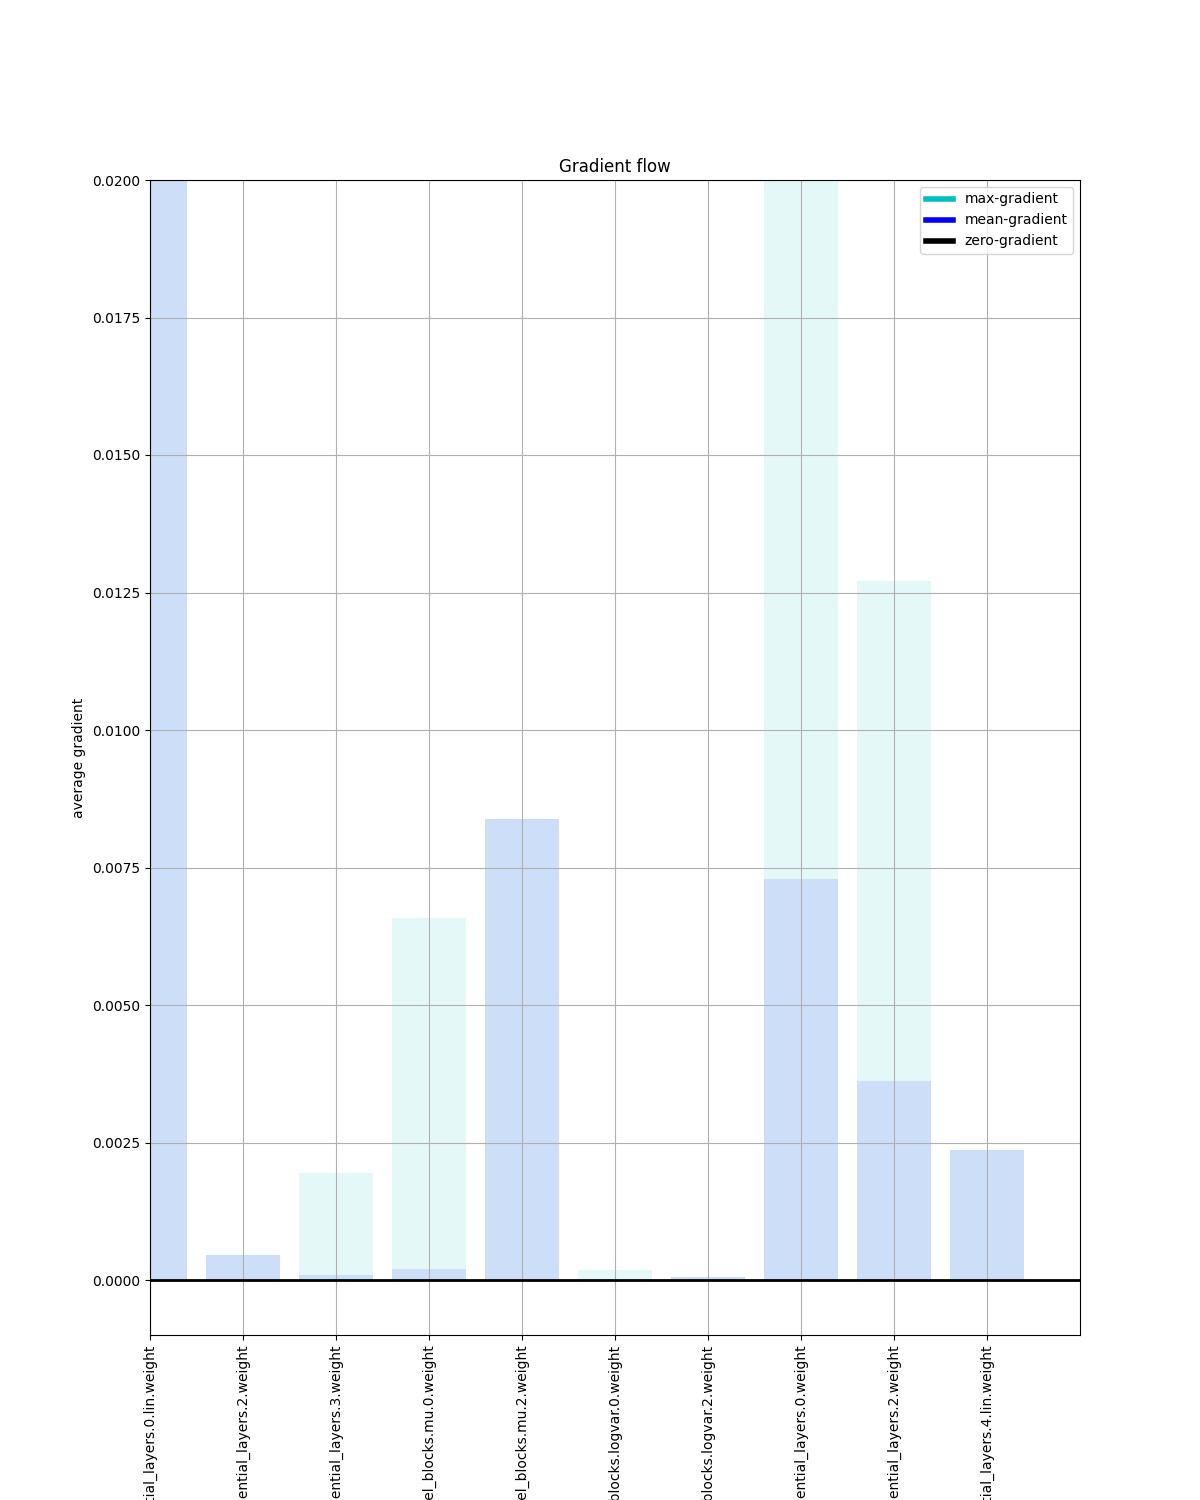 Gradient flow
max-gradient
mean-gradient
zero-gradient
average gradient
0.0200
0.0175
0.0150
0.0125
0.0100
0.0075
0.0050
0.0025
0.0000
tial_layers.0.lin.weight
ential_layers.2.weight
ential_layers.3.weight
el_blocks.mu.0.weight
el_blocks.mu.2.weight
blocks.logvar.0.weight
blocks.logvar.2.weight
ential_layers.0.weight
ential_layers.2.weight
tial_layers.4.lin.weight